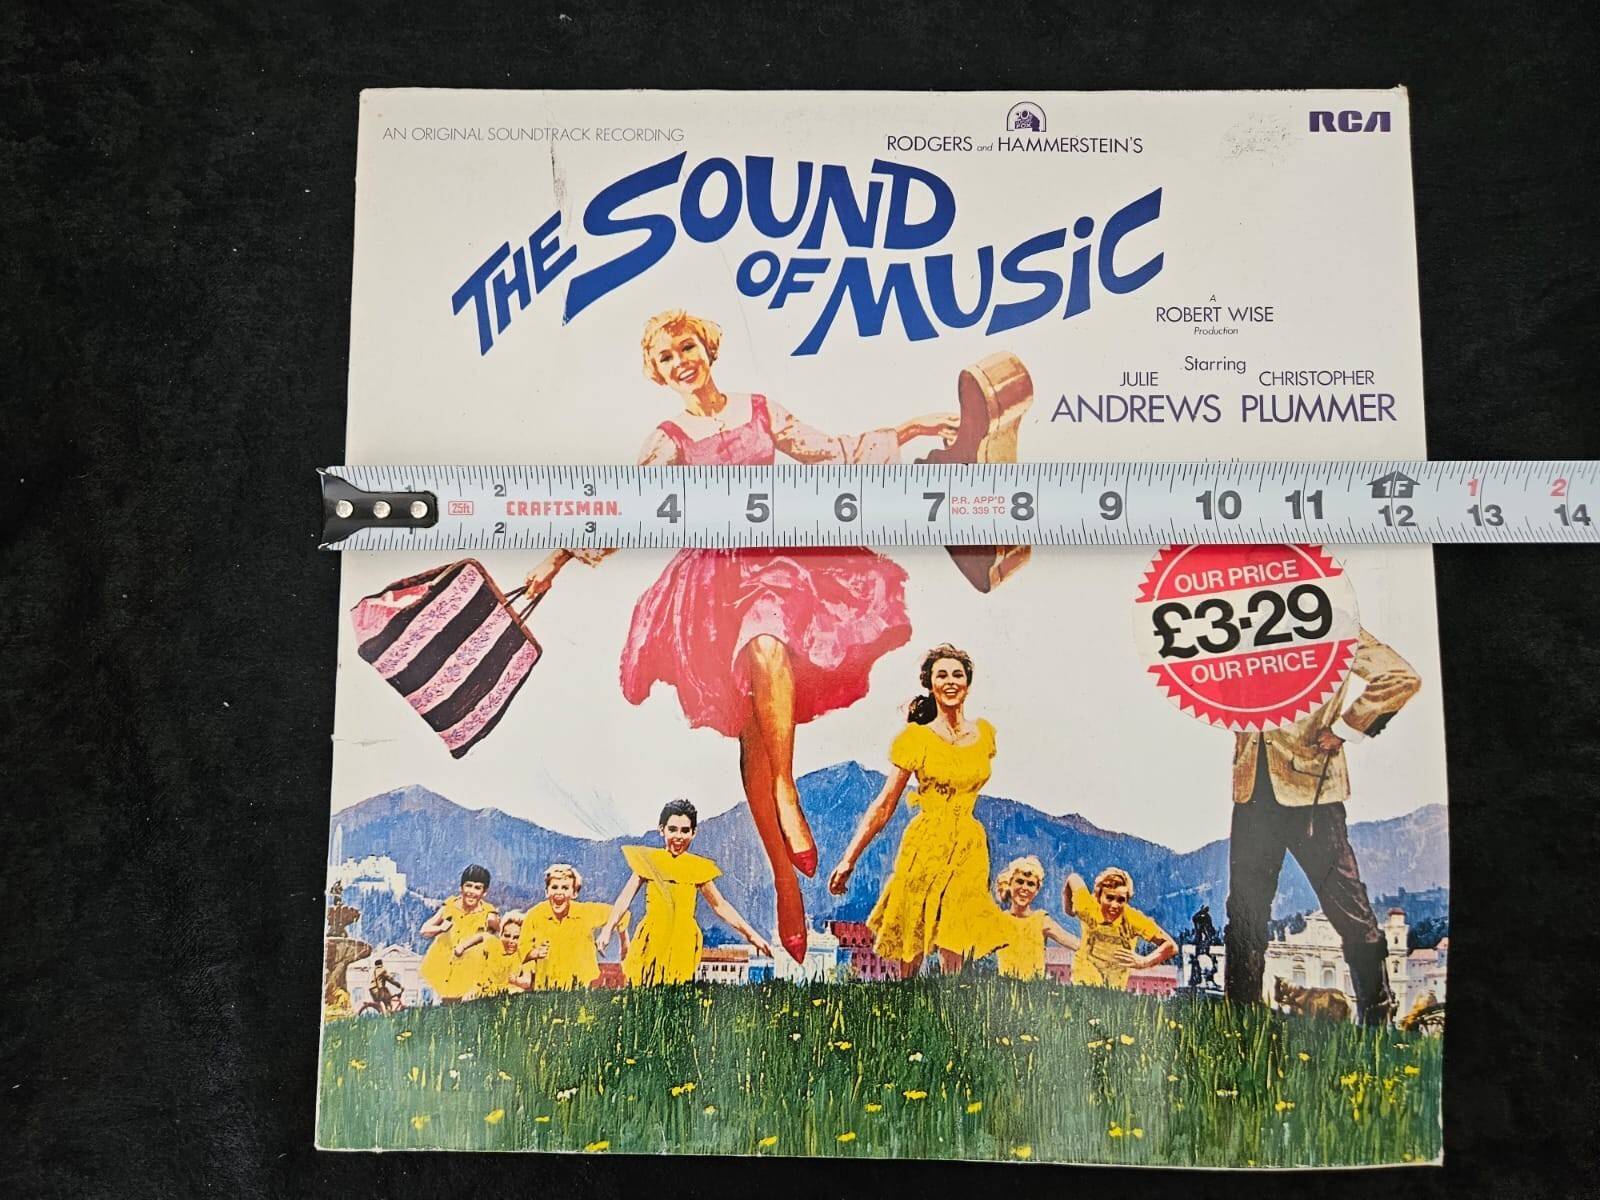 AN ORIGINAL SOUNDTRACK RECORDING
RODGERS and HAMMERSTEIN'S
RCA
THE SOUND
OF MUSIC
A
ROBERT WISE
Production
Starring
JULIE CHRISTOPHER
ANDREWS PLUMMER
1 2 3 1F 1 2
25ft CRAFTSMAN. 4 5 6 7 P.R. APP'D NO. 339 TC 8 9 10 11 12 13 14
1 2 3
OUR PRICE
£3·29
OUR PRICE